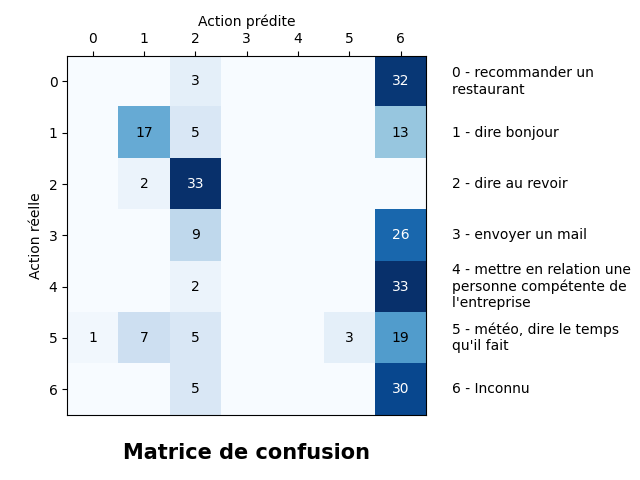 Action prédite
0 1 2 3 4 5 6
0 3 32 0 - recommander un
restaurant
1 17 5 13 1 - dire bonjour
2 2 33 2 - dire au revoir
Action réelle
3 9 26 3 - envoyer un mail
4 2 33 4 - mettre en relation une
personne compétente de
l'entreprise
5 1 7 5 3 19 5 - météo, dire le temps
qu'il fait
6 5 30 6 - Inconnu
Matrice de confusion